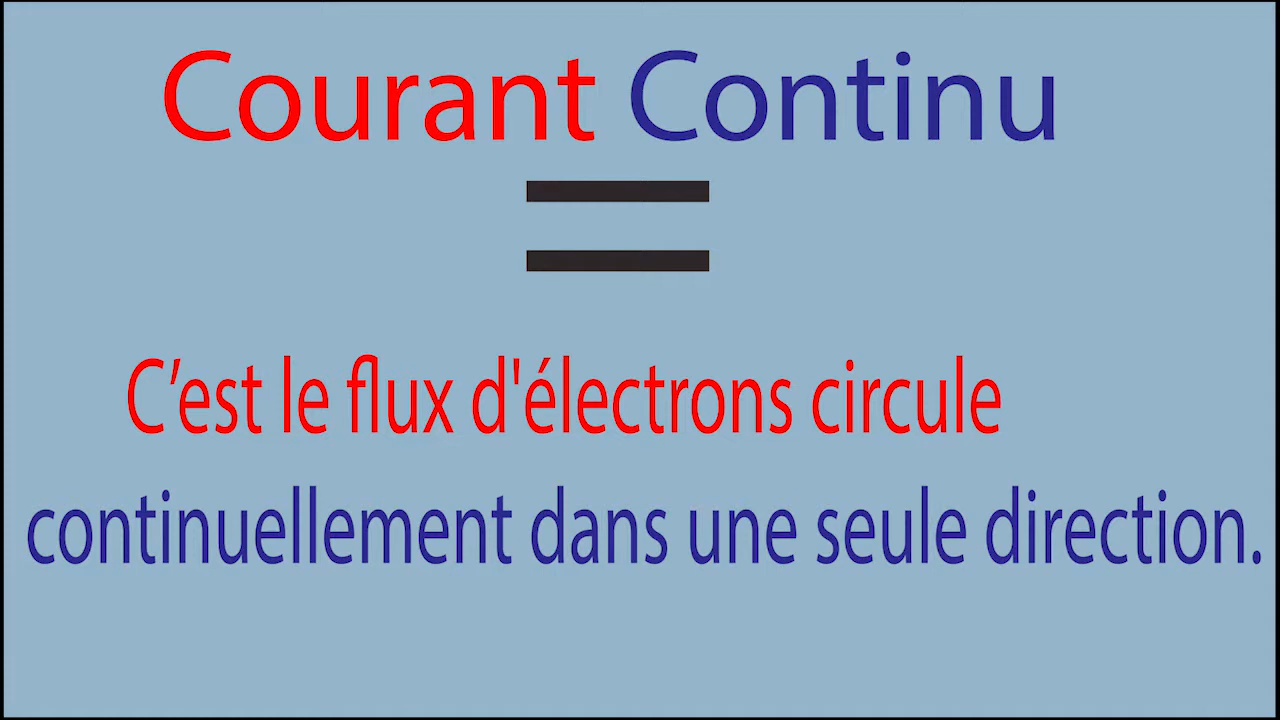 Courant Continu
=
C’est le flux d'électrons circule
continuellement dans une seule direction.